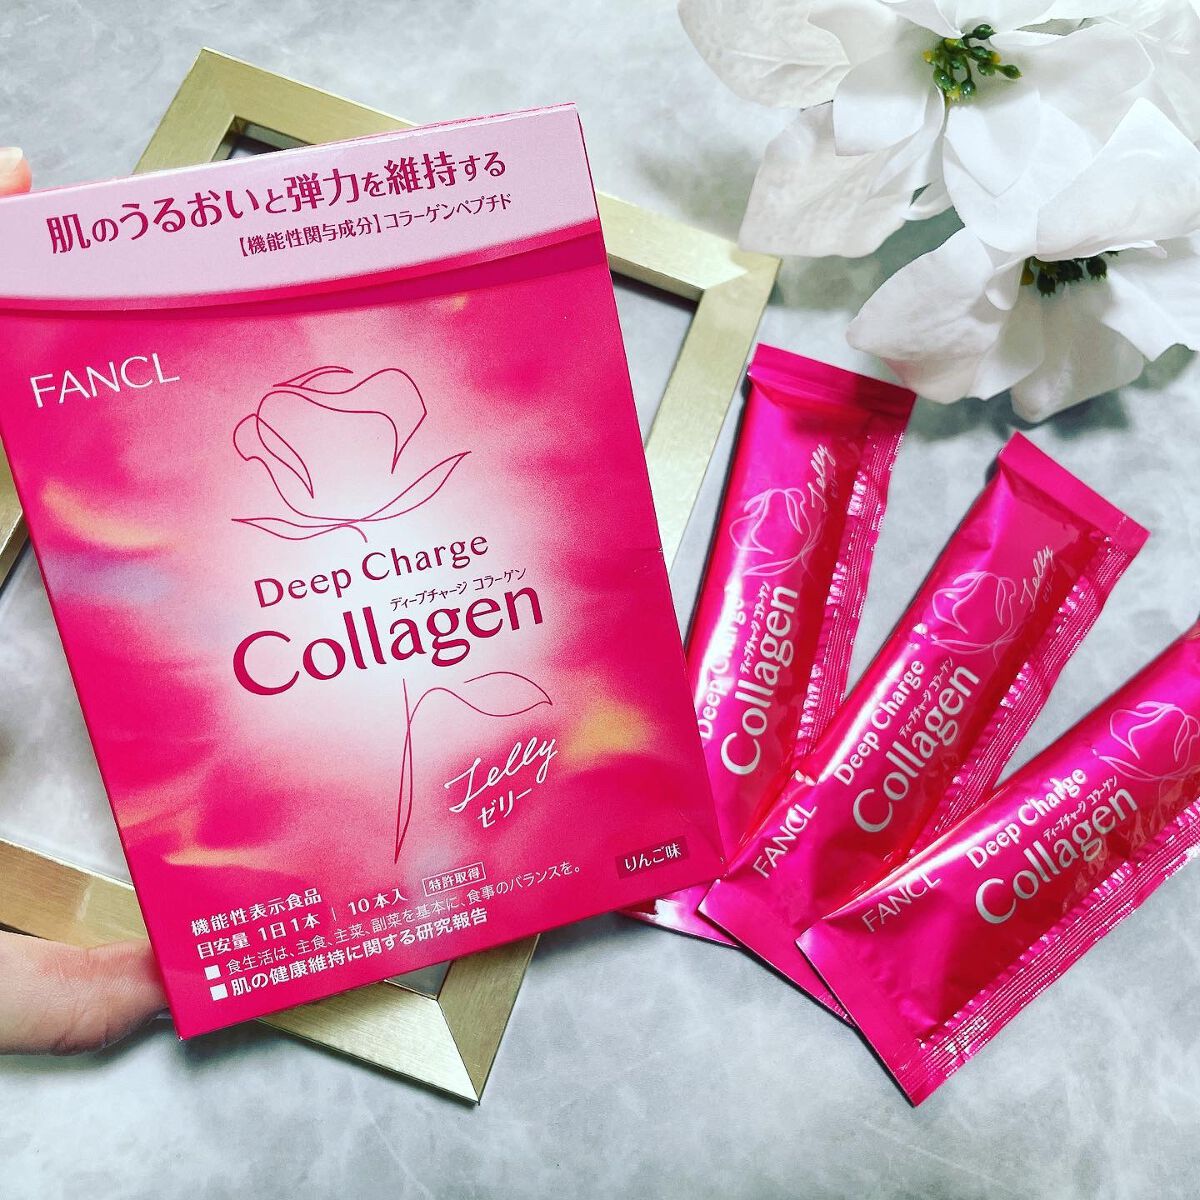 肌のうるおいと弾力を維持する
【機能性関与成分】コラーゲンペプチド
FANCL
Deep Charge
ディープチャージ コラーゲン
Collagen
Jelly
ゼリー
りんご味
機能性表示食品
目安量 1日1本 | 10本入 特許取得
■ 食生活は、主食、主菜、副菜を基本に、食事のバランスを。
■ 肌の健康維持に関する研究報告
Jelly
ゼリー
Deep Charge
ディープチャージ コラーゲン
Collagen
Jelly
ゼリー
Deep Charge
ディープチャージ コラーゲン
Collagen
FANCL
Deep Charge
ディープチャージ コラーゲン
Collagen
FANCL